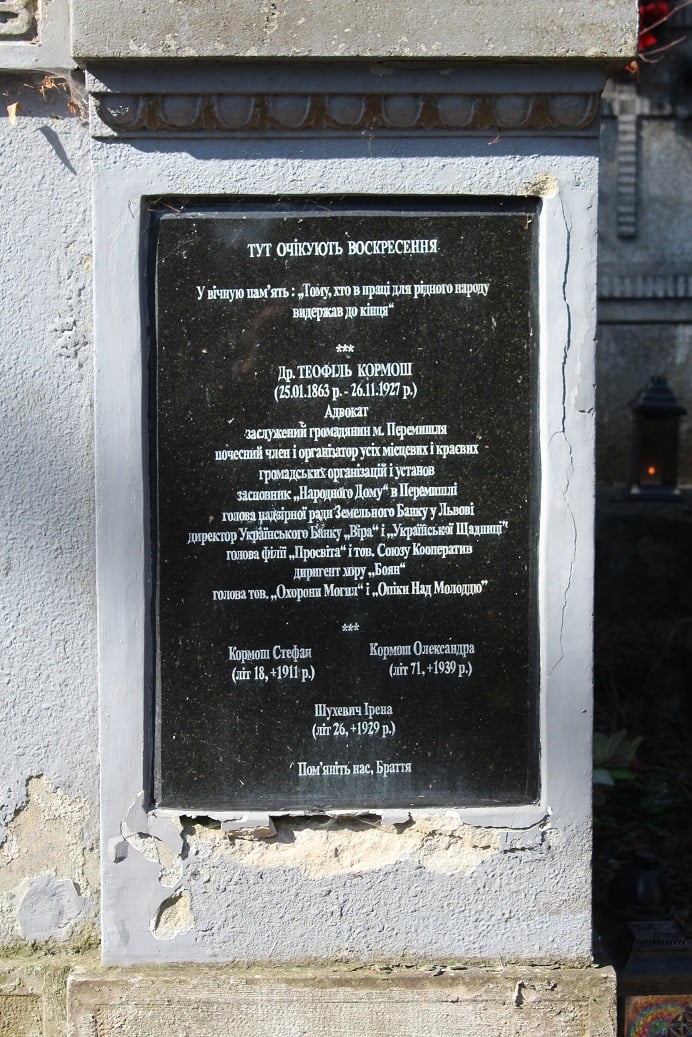 ТУТ ОЧІКУЮТЬ ВОСКРЕСЕННЯ
У вічную пам'ять : „Тому, хто в праці для рідного народу
видержав до кінця“
***
Др. ТЕОФІЛЬ КОРМОШ
(25.01.1863 р. - 26.11.1927 р.)
Адвокат
заслужений громадянин м. Перемишля
почесний член і організатор усіх місцевих і краєвих
громадських організацій і установ
засновник „Народного Дому“ в Перемишлі
голова надзірної ради Земельного Банку у Львові
директор Українського Банку „Віра“ і „Української Щадниці“
голова філії „Просвіта“ і тов. Союзу Кооператив
диригент хору „Боян“
голова тов. „Охорони Могил“ і „Опіки Над Молоддю”
***
Кормош Стефан Кормош Олександра
(літ 18, +1911 р.) (літ 71, +1939 р.)
Шухевич Ірена
(літ 26, +1929 р.)
Пом'яніть нас, Браття